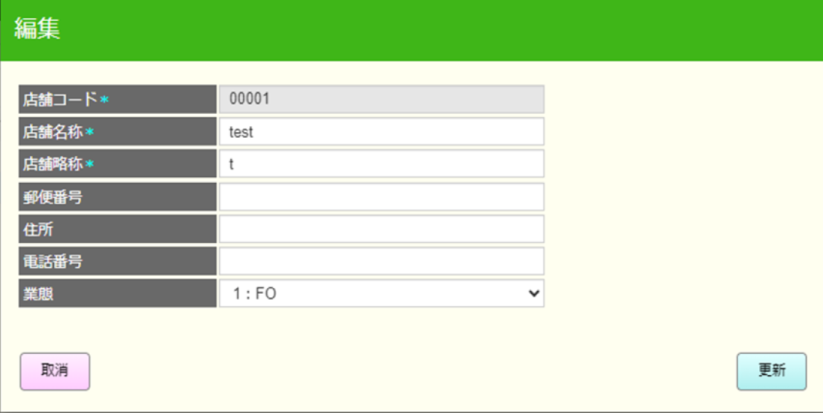 編集
店舗コード* 00001
店舗名称* test
店舗略称* t
郵便番号
住所
電話番号
業態 1：FO
取消 更新